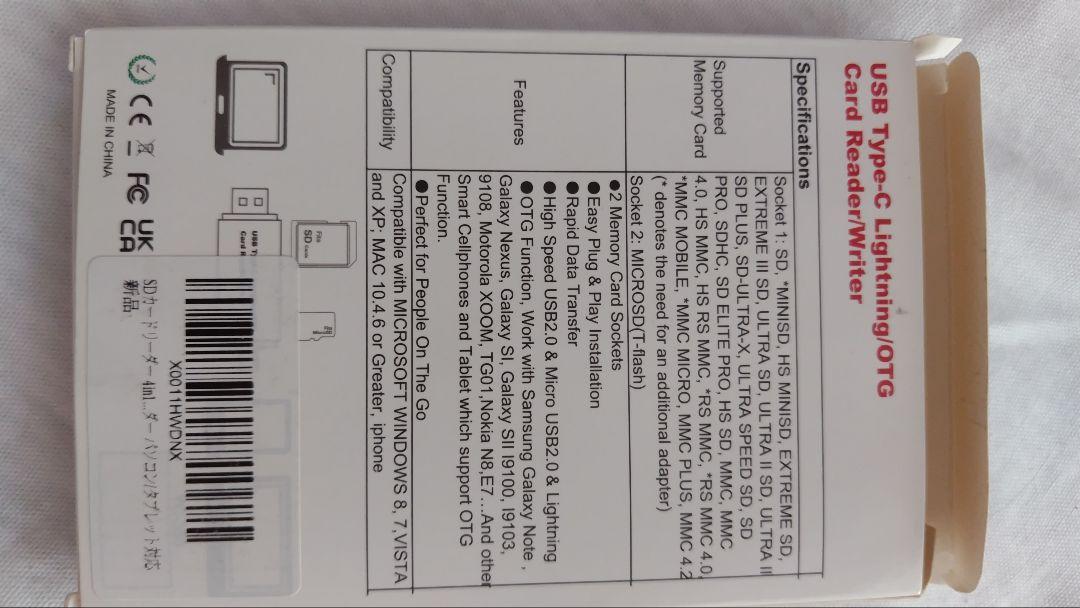 USB Type-C Lightning/OTG
Card Reader/Writer
Specifications
Supported
Memory Card
Socket 1: SD, *MINISD, HS MINISD, EXTREME SD,
EXTREME III SD, ULTRA SD, ULTRA II SD, ULTRA II
SD PLUS, SD-ULTRA-X, ULTRA SPEED SD, SD
PRO, SDHC, SD ELITE PRO, HS SD, MMC, MMC
4.0, HS MMC, HS RS MMC, *RS MMC, *RS MMC 4.0,
*MMC MOBILE, *MMC MICRO, MMC PLUS, MMC 4.2
(* denotes the need for an additional adapter)
Socket 2: MICROSD(T-flash)
Features
●2 Memory Card Sockets
●Easy Plug & Play Installation
●Rapid Data Transfer
●High Speed USB2.0 & Micro USB2.0 & Lightning
●OTG Function, Work with Samsung Galaxy Note ,
Galaxy Nexus, Galaxy SI, Galaxy SII I9100, I9103,
9108, Motorola XOOM, TG01,Nokia N8,E7...And other
Smart Cellphones and Tablet which support OTG
Function.
●Perfect for People On The Go
Compatibility
Compatible with MICROSOFT WINDOWS 8, 7,VISTA
and XP; MAC 10.4.6 or Greater, iphone
SD
USB Ty
Card R
CE FC UK
CA
MADE IN CHINA
X0011HWDNX
SDカードリーダー 4in1...ダー パソコン/タブレット対応
新品